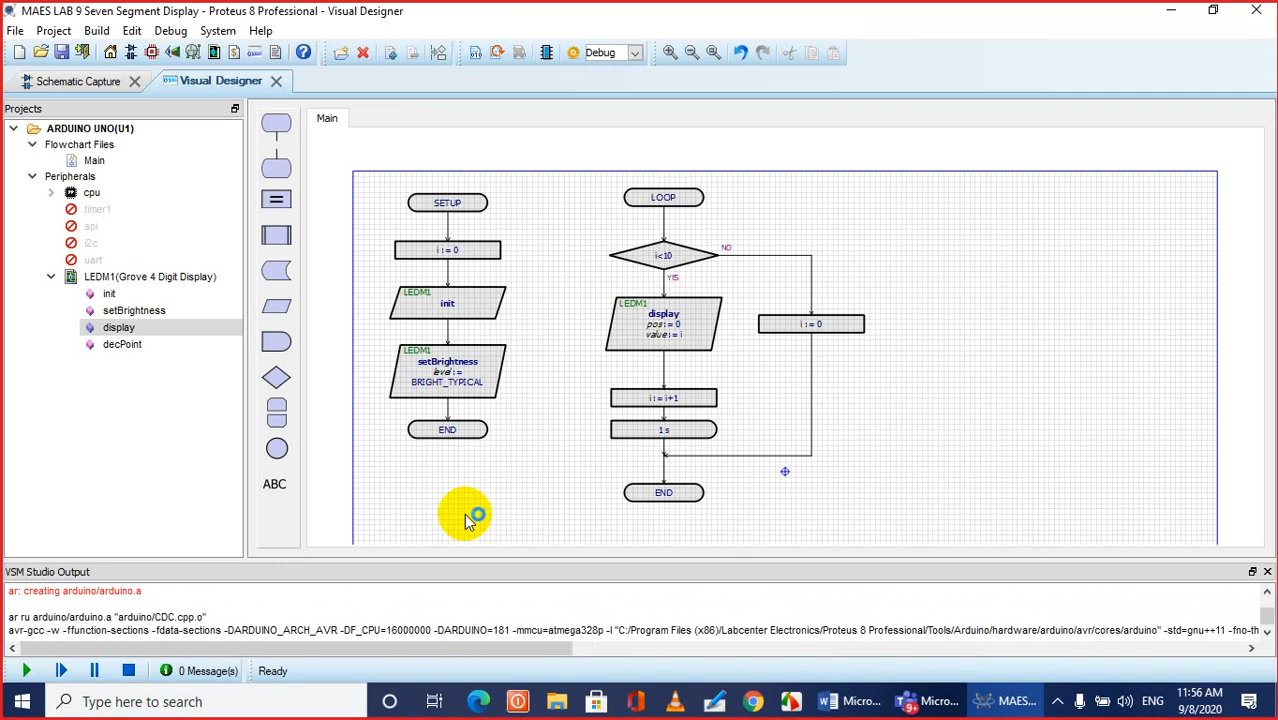 MAES LAB 9 Seven Segment Display - Proteus 8 Professional - Visual Designer
File Project Build Edit Debug System Help
Debug
Schematic Capture Visual Designer
Projects
ARDUINO UNO(U1)
Flowchart Files
Main
Peripherals
cpu
timer1
spi
i2c
uart
LEDM1(Grove 4 Digit Display)
init
setBrightness
display
decPoint
ABC
Main
SETUP
i := 0
LEDM1
init
LEDM1
setBrightness
level :=
BRIGHT_TYPICAL
END
LOOP
i<10
NO
YES
LEDM1
display
pos := 0
value := i
i := 0
i := i+1
1 s
END
VSM Studio Output
ar: creating arduino/arduino.a
ar ru arduino/arduino.a "arduino/CDC.cpp.o"
avr-gcc -w -ffunction-sections -fdata-sections -DARDUINO_ARCH_AVR -DF_CPU=16000000 -DARDUINO=181 -mmcu=atmega328p -I "C:/Program Files (x86)/Labcenter Electronics/Proteus 8 Professional/Tools/Arduino/hardware/arduino/avr/cores/arduino" -std=gnu++11 -fno-th
0 Message(s) Ready
Type here to search
Micro... 9+ Micro... MAES... ENG
11:56 AM
9/8/2020